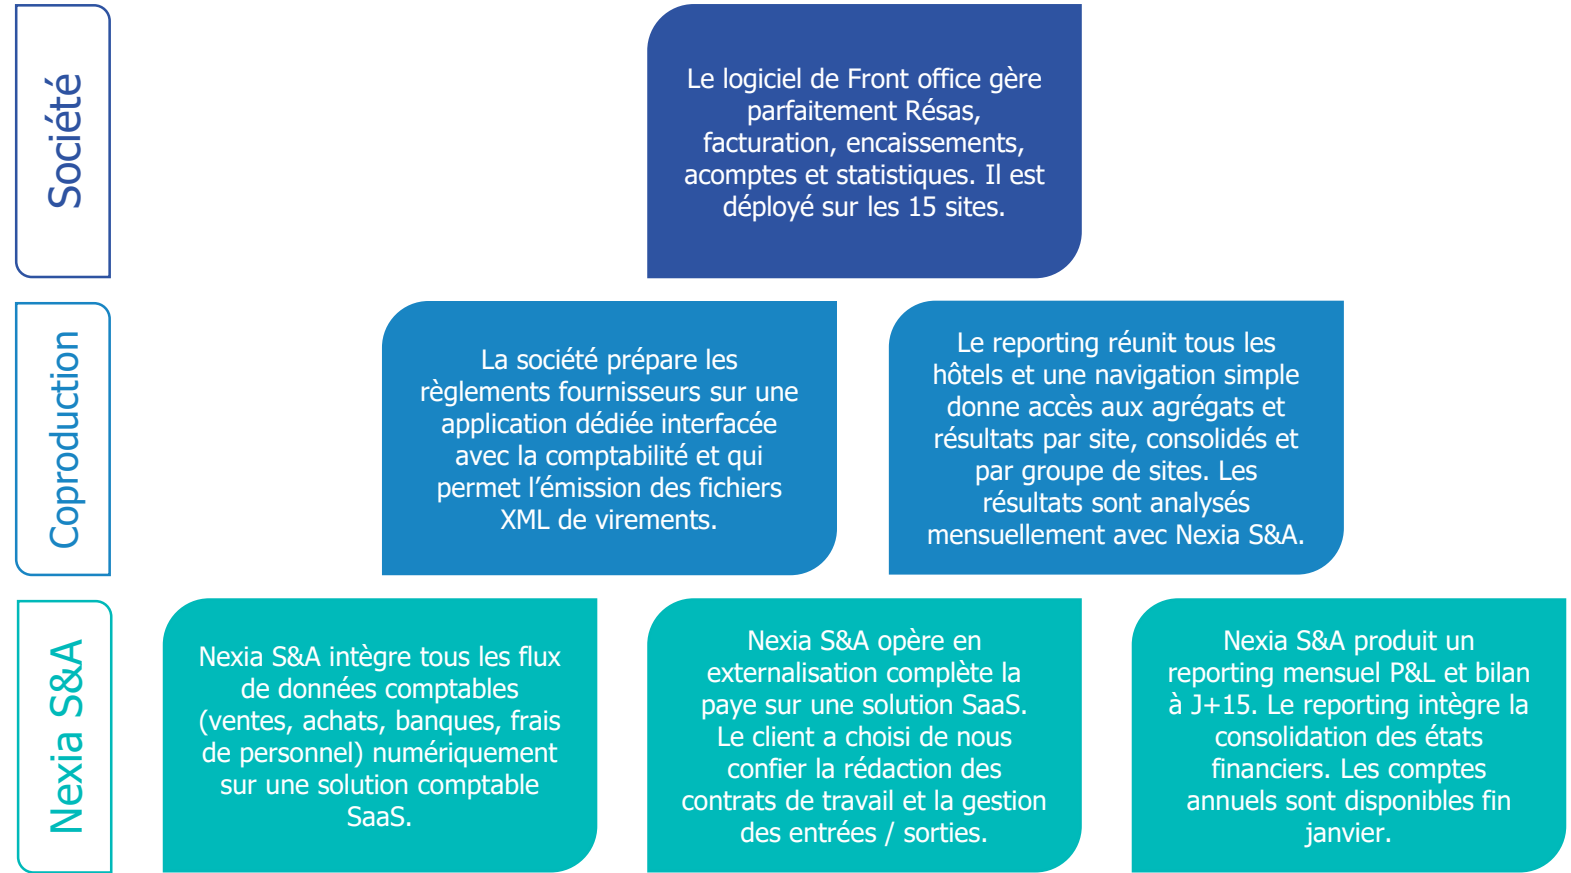 Société
Le logiciel de Front office gère
parfaitement Résas,
facturation, encaissements,
acomptes et statistiques. Il est
déployé sur les 15 sites.
Coproduction
La société prépare les
règlements fournisseurs sur une
application dédiée interfacée
avec la comptabilité et qui
permet l’émission des fichiers
XML de virements.
Le reporting réunit tous les
hôtels et une navigation simple
donne accès aux agrégats et
résultats par site, consolidés et
par groupe de sites. Les
résultats sont analysés
mensuellement avec Nexia S&A.
Nexia S&A
Nexia S&A intègre tous les flux
de données comptables
(ventes, achats, banques, frais
de personnel) numériquement
sur une solution comptable
SaaS.
Nexia S&A opère en
externalisation complète la
paye sur une solution SaaS.
Le client a choisi de nous
confier la rédaction des
contrats de travail et la gestion
des entrées / sorties.
Nexia S&A produit un
reporting mensuel P&L et bilan
à J+15. Le reporting intègre la
consolidation des états
financiers. Les comptes
annuels sont disponibles fin
janvier.